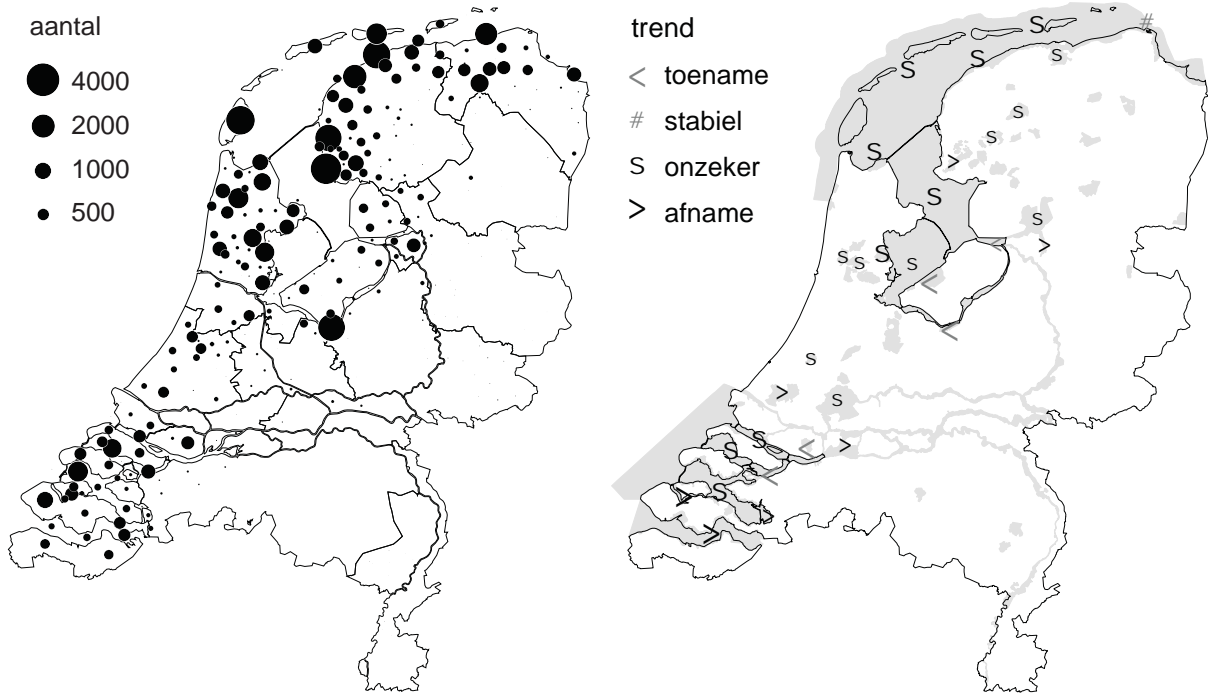 aantal
4000
2000
1000
500
trend
< toename
# stabiel
S onzeker
> afname